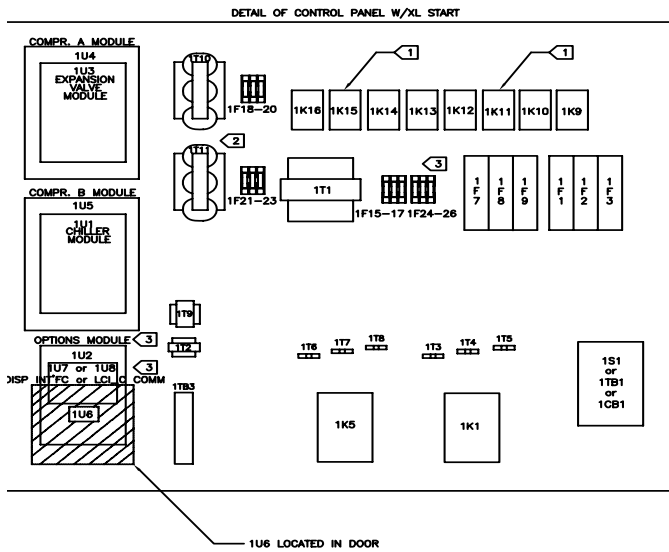 DETAIL OF CONTROL PANEL W/XL START
COMPR. A MODULE
1U4
1U3
EXPANSION
VALVE
MODULE
1T10
1F18-20
1
1
1K16
1K15
1K14
1K13
1K12
1K11
1K10
1K9
2
1T11
1F21-23
1T1
3
1F15-17
1F24-26
1F7
1F8
1F9
1F1
1F2
1F3
COMPR. B MODULE
1U5
1U1
CHILLER
MODULE
1T9
1T2
OPTIONS MODULE
3
1U2
1U7 or 1U8
3
DISP INT'FC or LCI_C COMM
1U6
1TB3
1T6
1T7
1T8
1T3
1T4
1T5
1K5
1K1
1S1
or
1TB1
or
1CB1
1U6 LOCATED IN DOOR